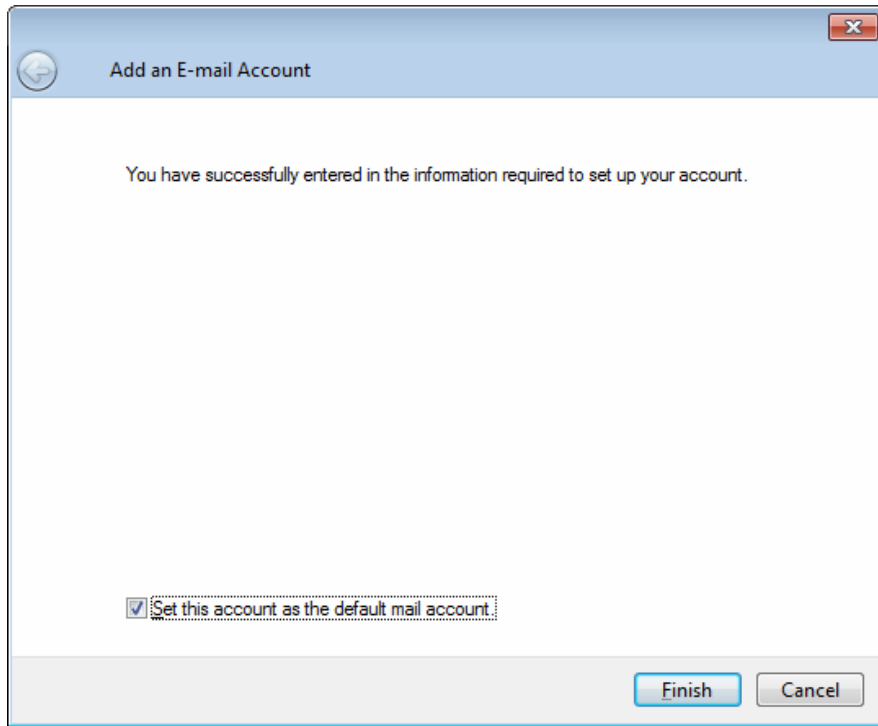 Add an E-mail Account
You have successfully entered in the information required to set up your account.
Set this account as the default mail account.
Finish Cancel